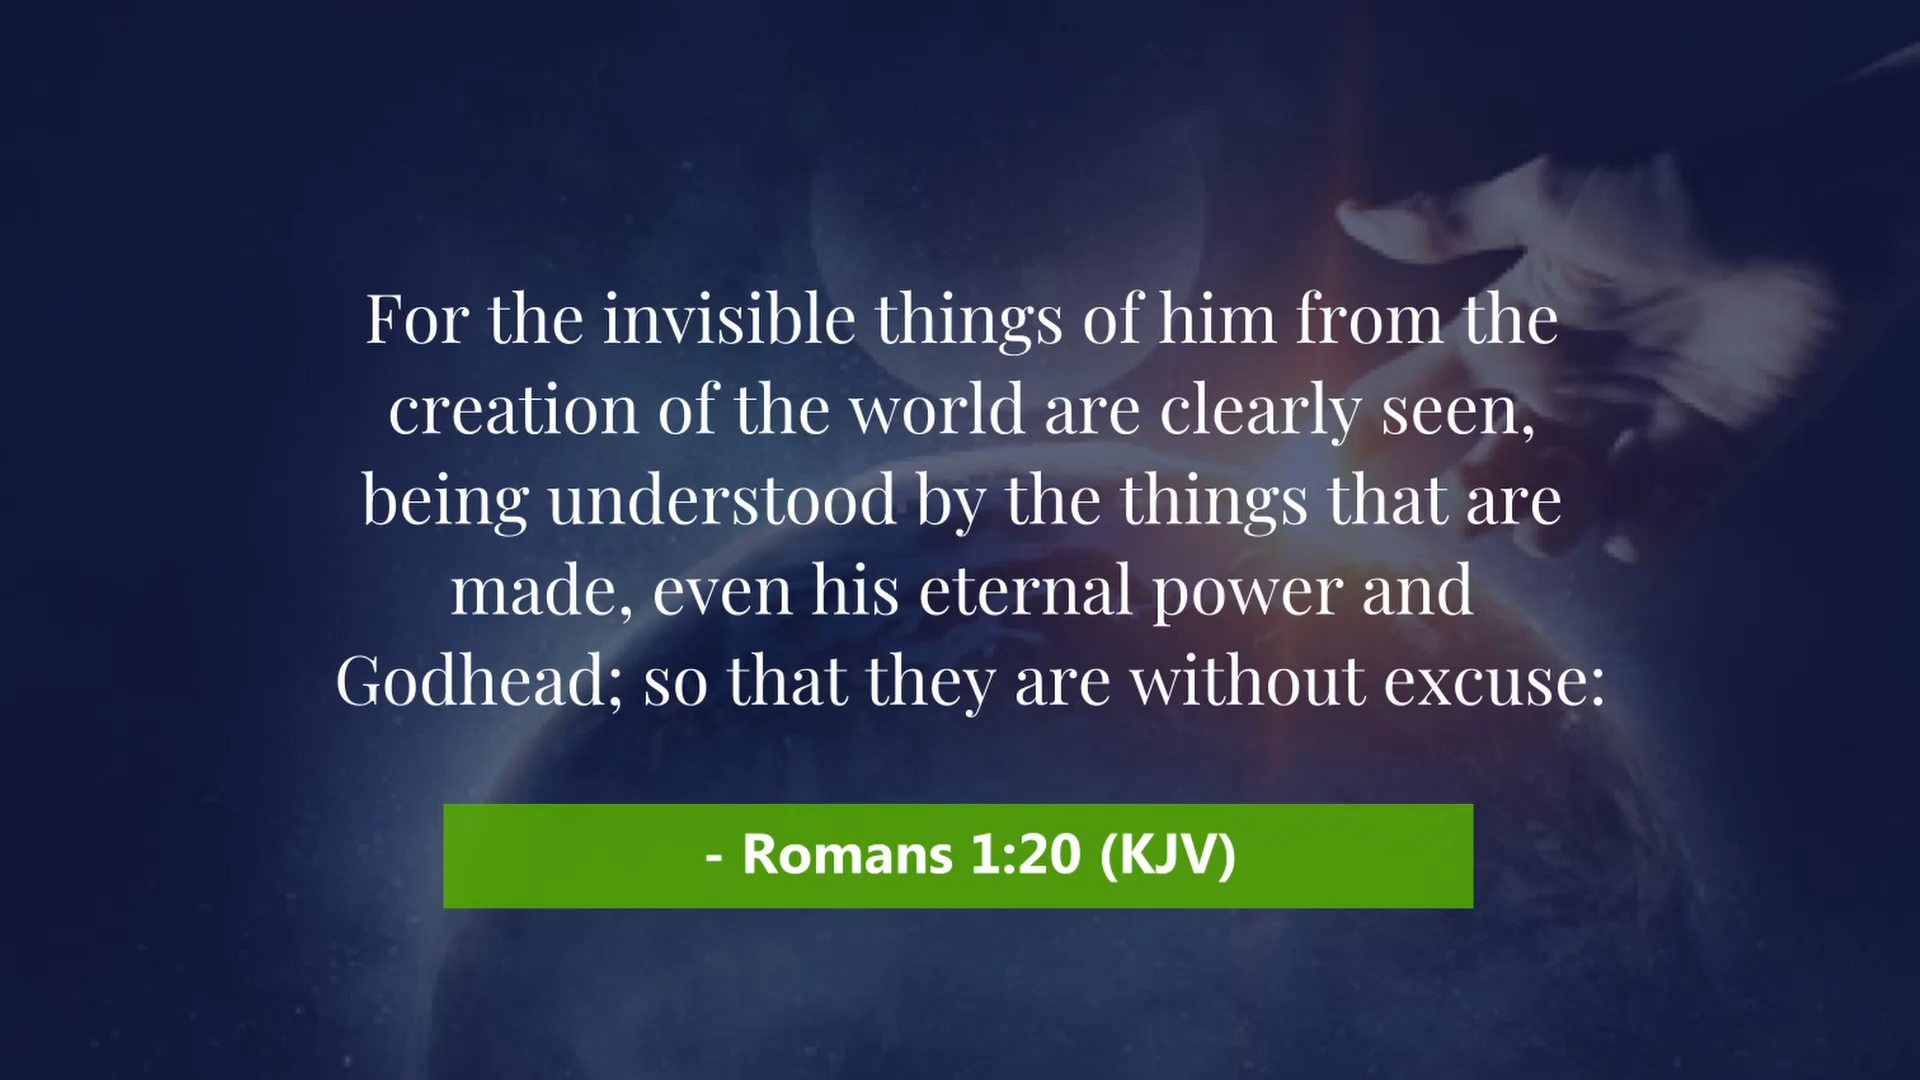 For the invisible things of him from the
creation of the world are clearly seen,
being understood by the things that are
made, even his eternal power and
Godhead; so that they are without excuse:
- Romans 1:20 (KJV)